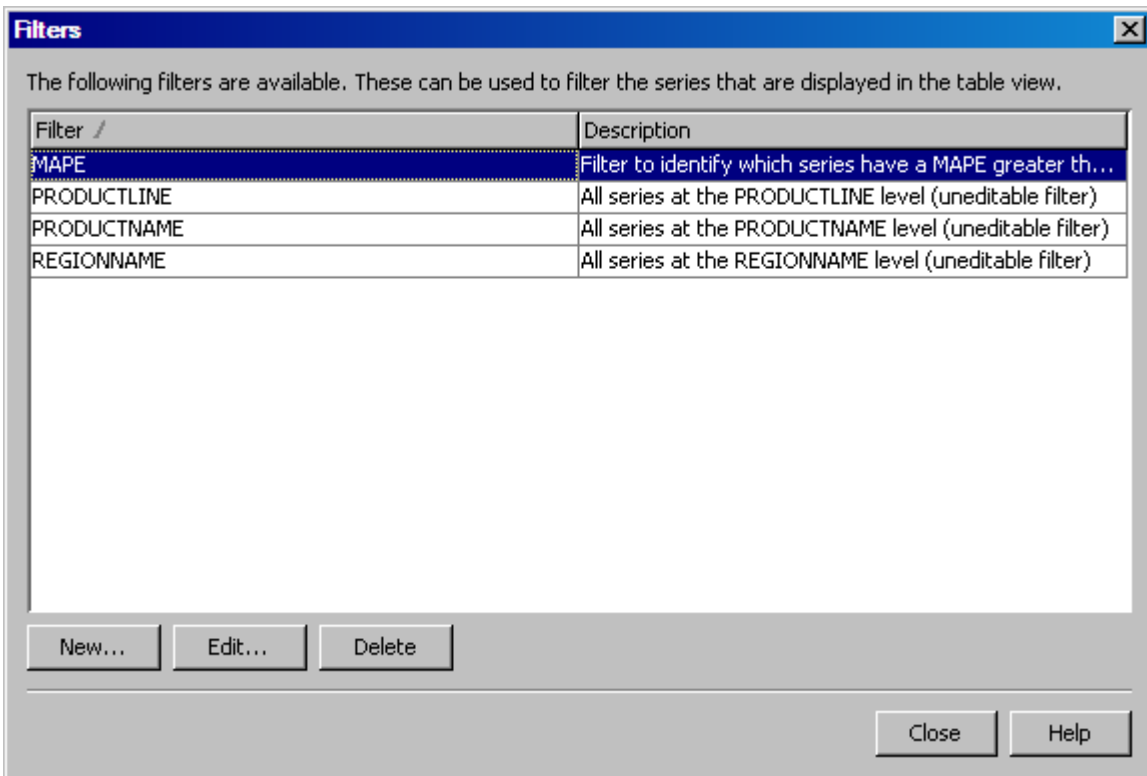 Filters
The following filters are available. These can be used to filter the series that are displayed in the table view.
Filter Description
MAPE Filter to identify which series have a MAPE greater th...
PRODUCTLINE All series at the PRODUCTLINE level (uneditable filter)
PRODUCTNAME All series at the PRODUCTNAME level (uneditable filter)
REGIONNAME All series at the REGIONNAME level (uneditable filter)
New... Edit... Delete
Close Help